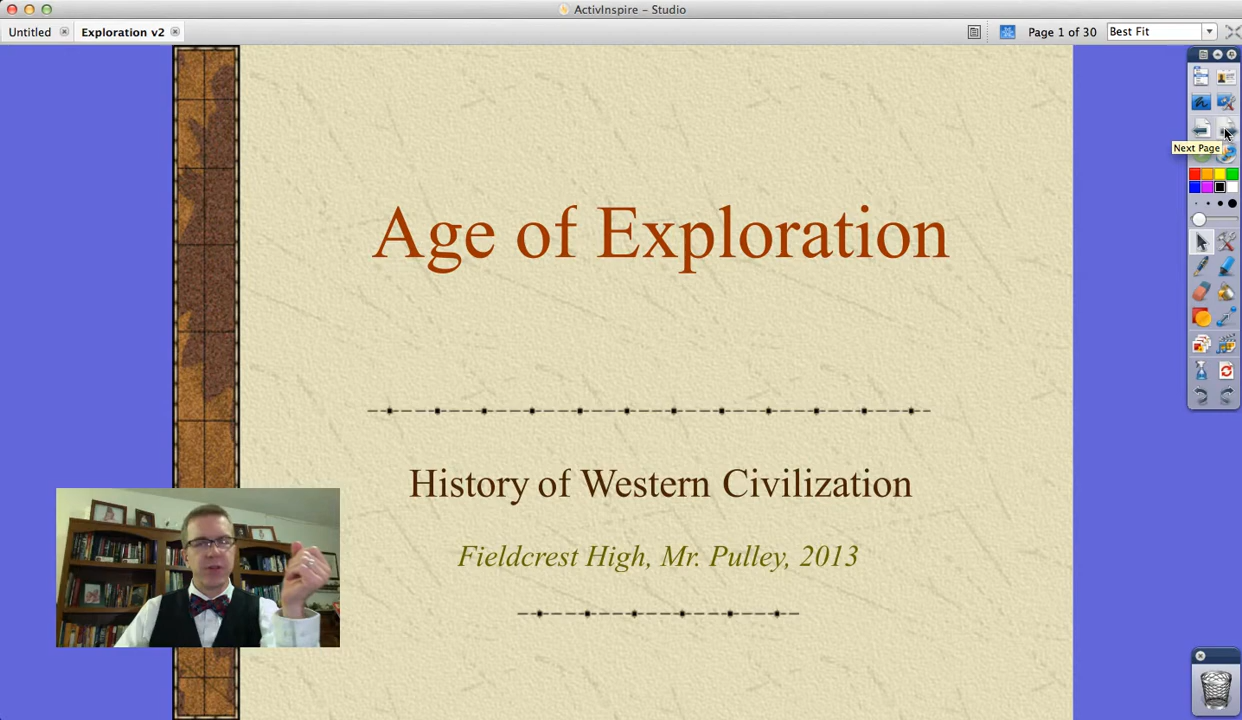 ActivInspire – Studio
Untitled
Exploration v2
Page 1 of 30
Best Fit
Next Page
Age of Exploration
History of Western Civilization
Fieldcrest High, Mr. Pulley, 2013